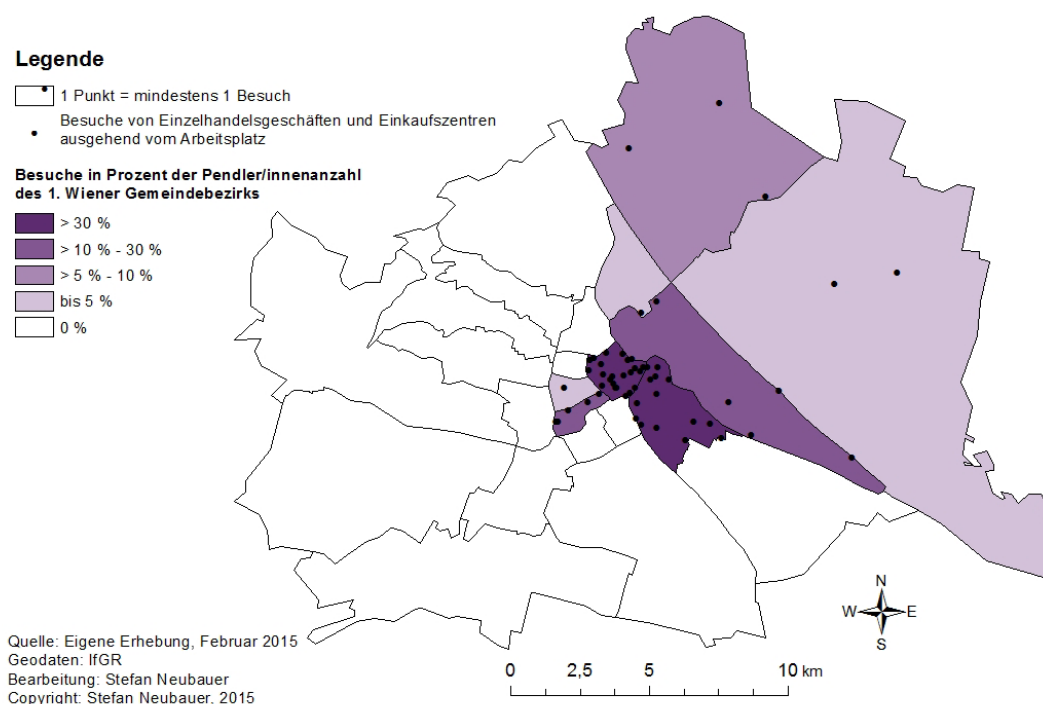 Legende
1 Punkt = mindestens 1 Besuch
Besuche von Einzelhandelsgeschäften und Einkaufszentren
ausgehend vom Arbeitsplatz
Besuche in Prozent der Pendler/innenanzahl
des 1. Wiener Gemeindebezirks
> 30 %
> 10 % - 30 %
> 5 % - 10 %
bis 5 %
0 %
N
W E
S
Quelle: Eigene Erhebung, Februar 2015
Geodaten: IfGR
Bearbeitung: Stefan Neubauer
Copyright: Stefan Neubauer, 2015
0 2,5 5 10 km